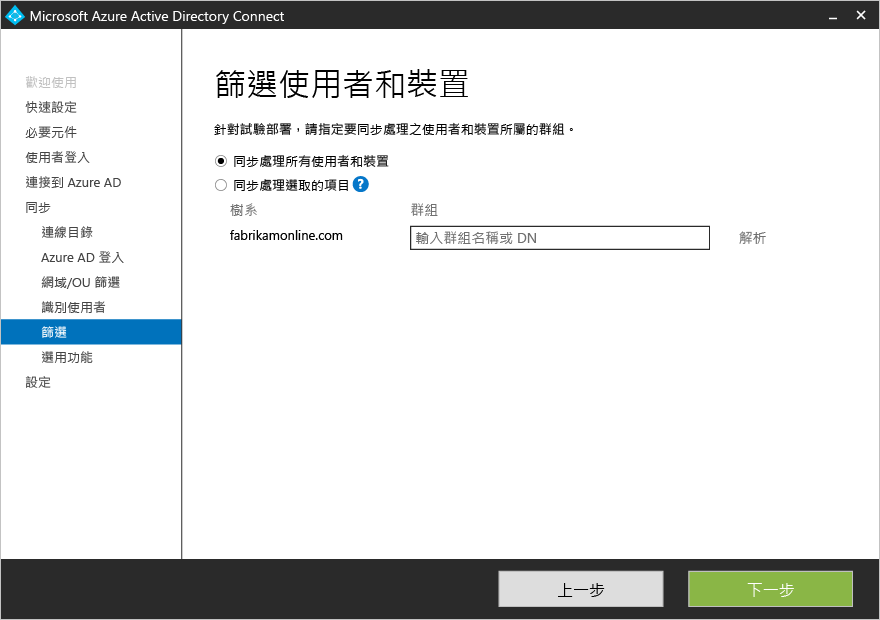 Microsoft Azure Active Directory Connect
歡迎使用
快速設定
必要元件
使用者登入
連接到 Azure AD
同步
連線目錄
Azure AD 登入
網域/OU 篩選
識別使用者
篩選
選用功能
設定
篩選使用者和裝置
針對試驗部署，請指定要同步處理之使用者和裝置所屬的群組。
同步處理所有使用者和裝置
同步處理選取的項目 ?
樹系 群組
fabrikamonline.com 輸入群組名稱或 DN 解析
上一步 下一步